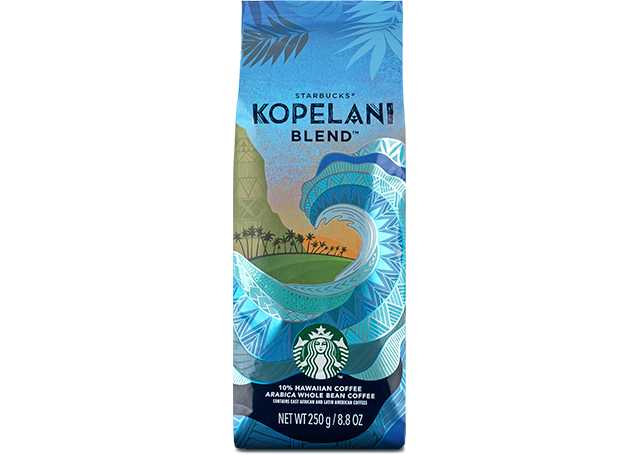 STARBUCKS®
KOPELANI
BLEND™
TM
10% HAWAIIAN COFFEE
ARABICA WHOLE BEAN COFFEE
CONTAINS EAST AFRICAN AND LATIN AMERICAN COFFEES
NET WT 250 g / 8.8 OZ